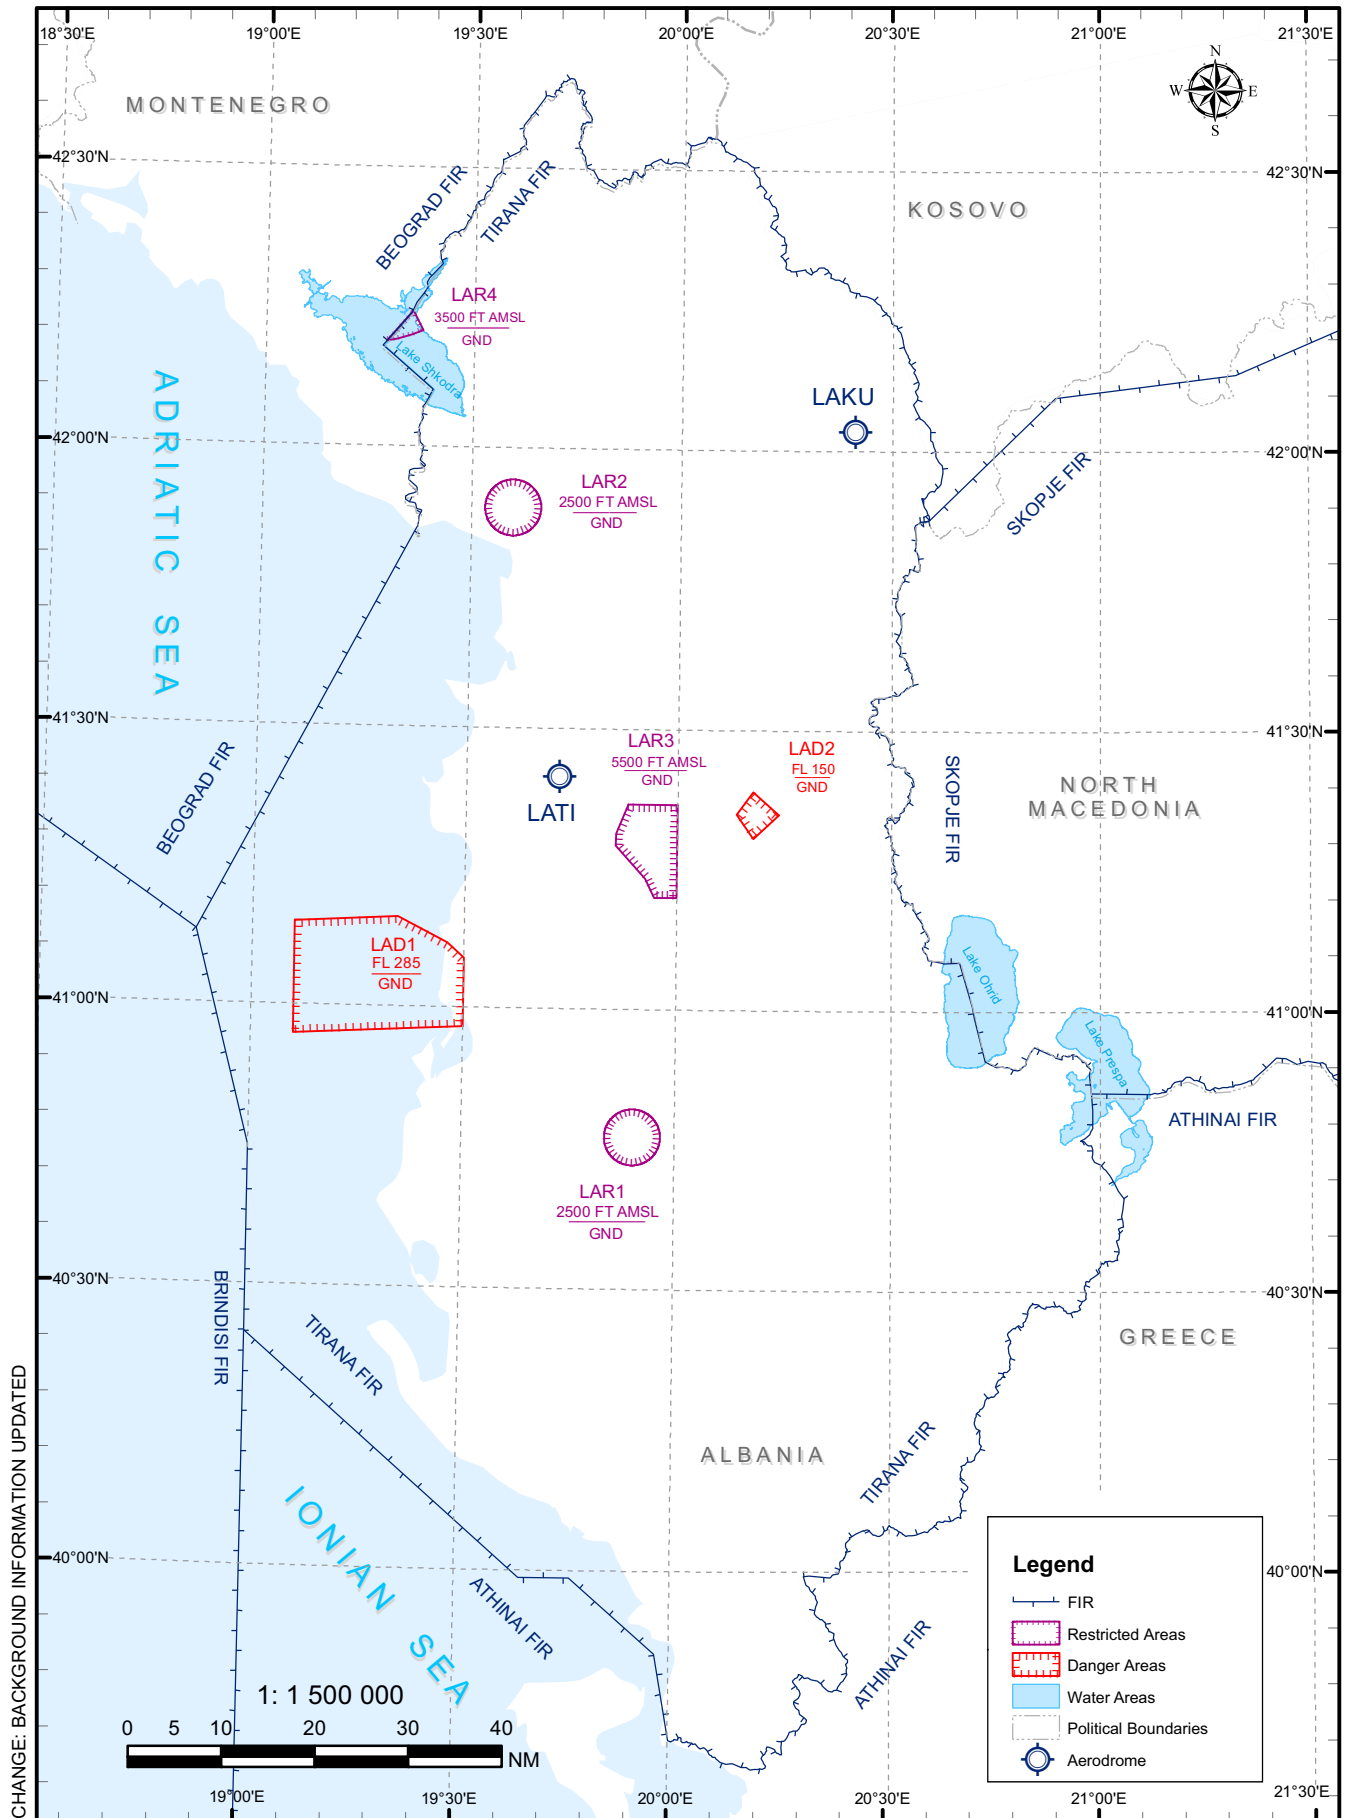 18°30'E 19°00'E 19°30'E 20°00'E 20°30'E 21°00'E 21°30'E
N
W E
S
MONTENEGRO
42°30'N 42°30'N
BEOGRAD FIR
TIRANA FIR
KOSOVO
LAR4
3500 FT AMSL
GND
Lake Shkodra
ADRIATIC SEA
LAKU
42°00'N 42°00'N
SKOPJE FIR
LAR2
2500 FT AMSL
GND
41°30'N 41°30'N
BEOGRAD FIR
LAR3
5500 FT AMSL
GND
LAD2
FL 150
GND
LATI
SKOPJE FIR
NORTH
MACEDONIA
LAD1
FL 285
GND
Lake Ohrid
41°00'N 41°00'N
Lake Prespa
ATHINAI FIR
LAR1
2500 FT AMSL
GND
40°30'N 40°30'N
BRINDISI FIR
TIRANA FIR
GREECE
ALBANIA
TIRANA FIR
IONIAN SEA
40°00'N 40°00'N
ATHINAI FIR
ATHINAI FIR
Legend
FIR
Restricted Areas
Danger Areas
Water Areas
Political Boundaries
Aerodrome
1: 1 500 000
0 5 10 20 30 40
NM
19°00'E 19°30'E 20°00'E 20°30'E 21°00'E 21°30'E
CHANGE: BACKGROUND INFORMATION UPDATED